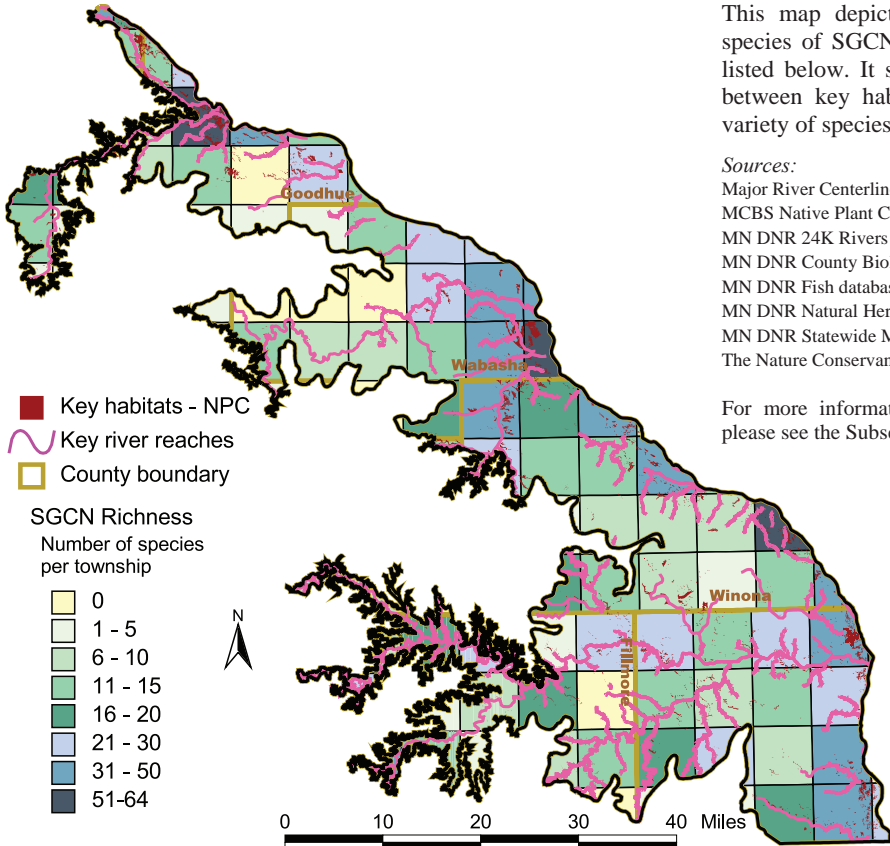 This map depict
species of SGCN
listed below. It s
between key hab
variety of species
Sources:
Major River Centerlin
MCBS Native Plant C
MN DNR 24K Rivers
MN DNR County Bio
MN DNR Fish databas
MN DNR Natural Her
MN DNR Statewide M
The Nature Conservan
For more informat
please see the Subse
Goodhue
Wabasha
Winona
Fillmore
Key habitats - NPC
Key river reaches
County boundary
SGCN Richness
Number of species
per township
0
1 - 5
6 - 10
11 - 15
16 - 20
21 - 30
31 - 50
51-64
N
0 10 20 30 40 Miles